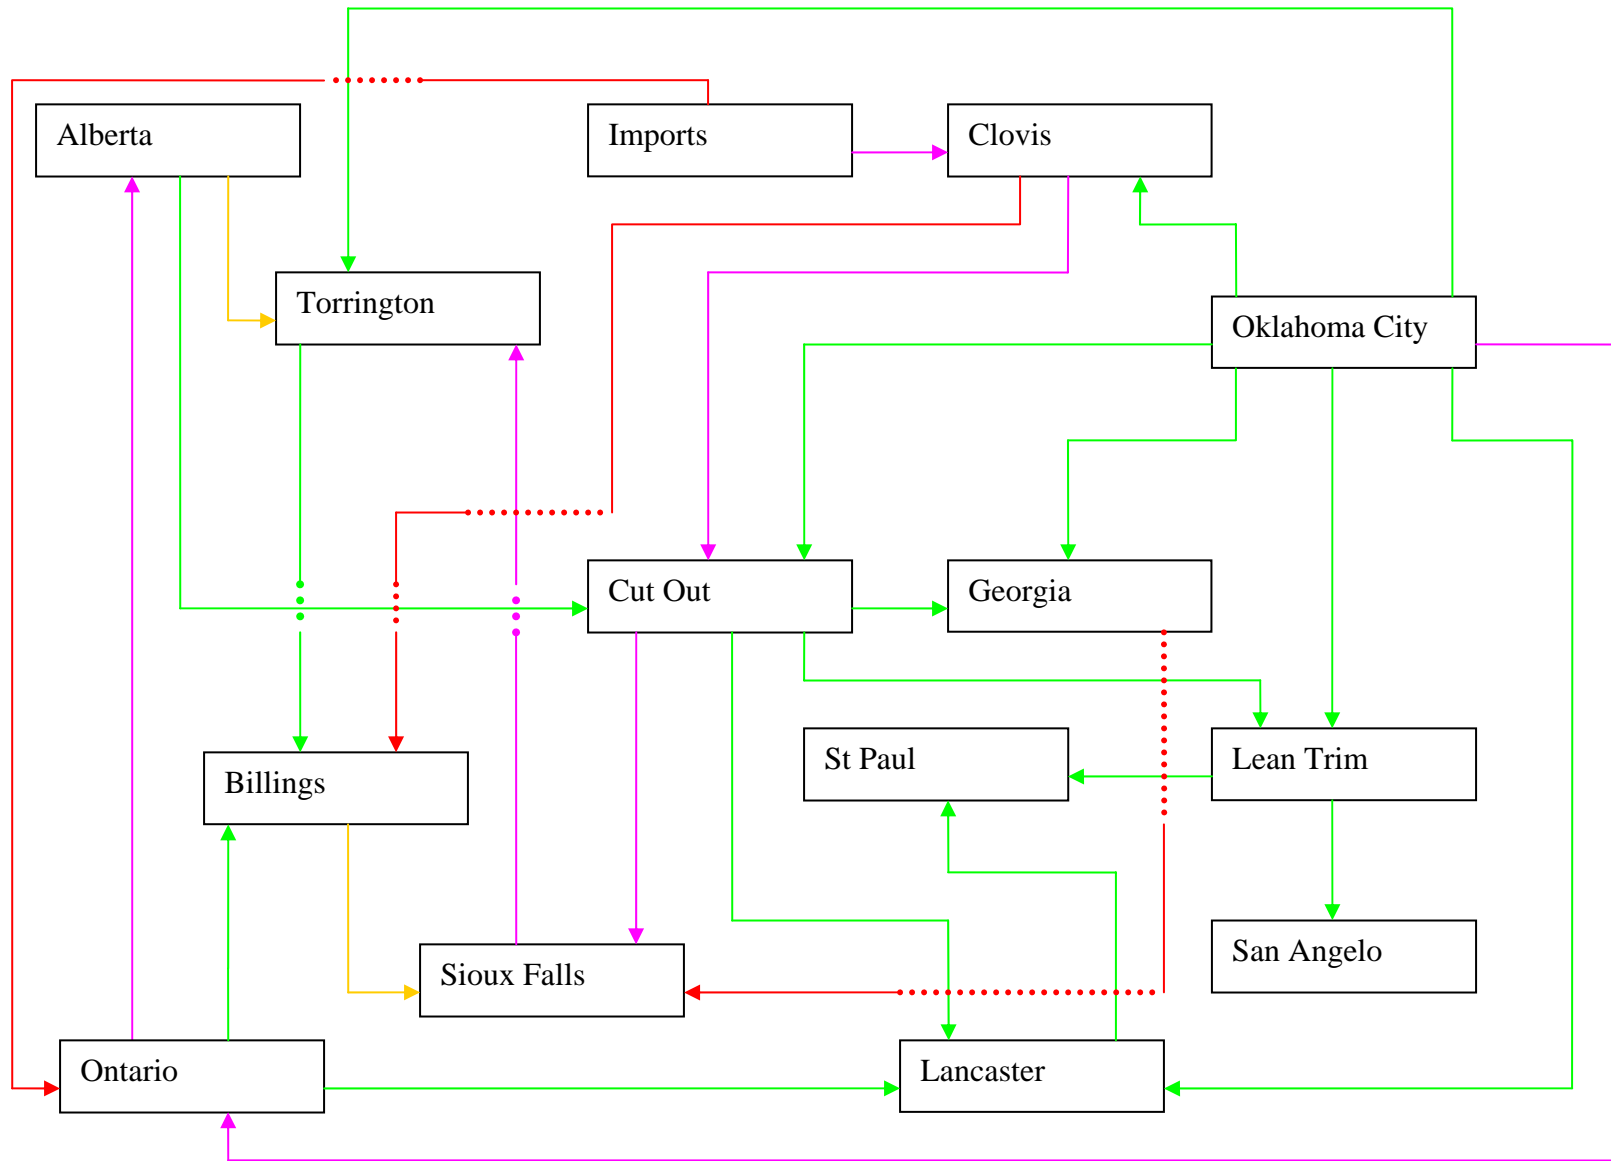 Alberta
Imports
Clovis
Torrington
Oklahoma City
Cut Out
Georgia
St Paul
Lean Trim
Billings
Sioux Falls
San Angelo
Ontario
Lancaster